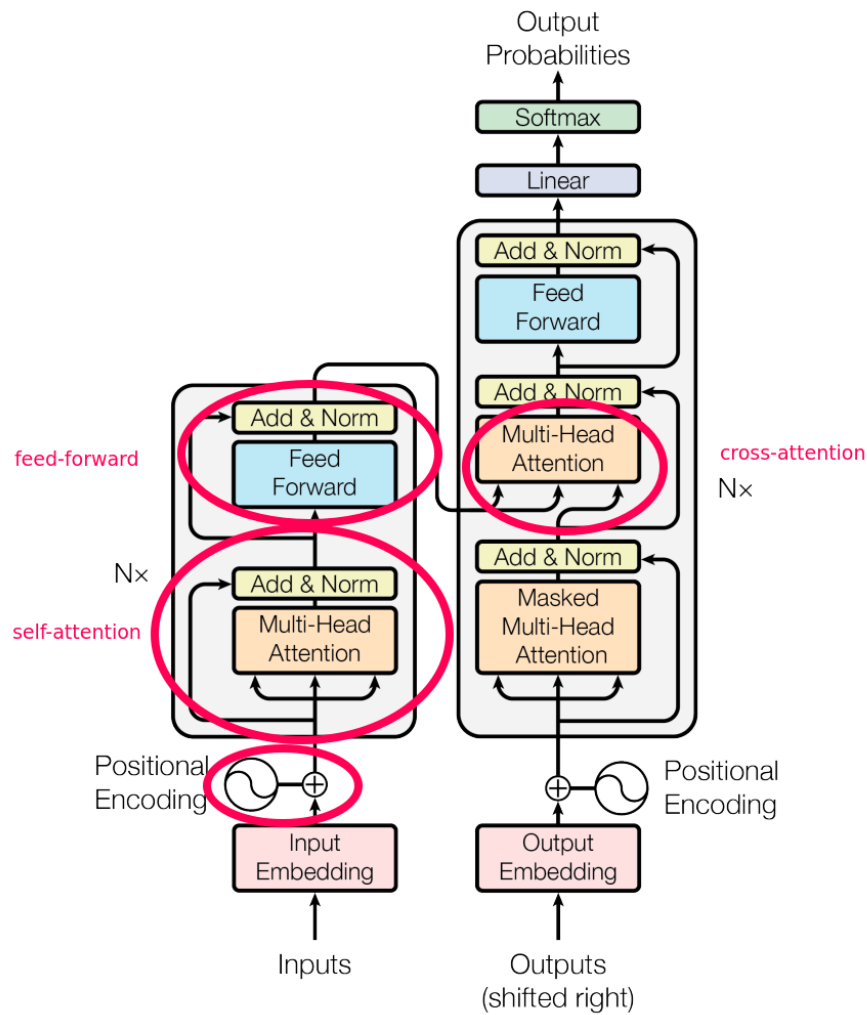 Output
Probabilities
Softmax
Linear
Add & Norm
Feed
Forward
Add & Norm
Multi-Head
Attention
cross-attention
N×
Add & Norm
Masked
Multi-Head
Attention
Add & Norm
feed-forward
Feed
Forward
N×
Add & Norm
self-attention
Multi-Head
Attention
Positional
Encoding
Positional
Encoding
Input
Embedding
Output
Embedding
Inputs
Outputs
(shifted right)